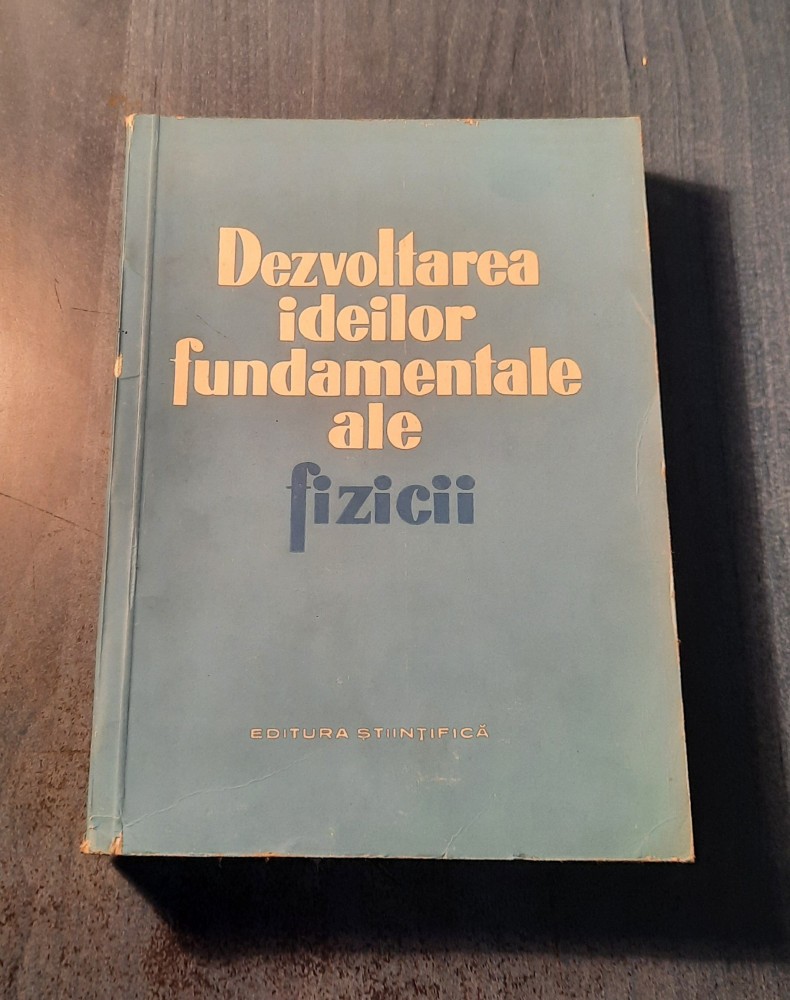 Dezvoltarea
ideilor
fundamentale
ale
fizicii
EDITURA ȘTIINȚIFICĂ